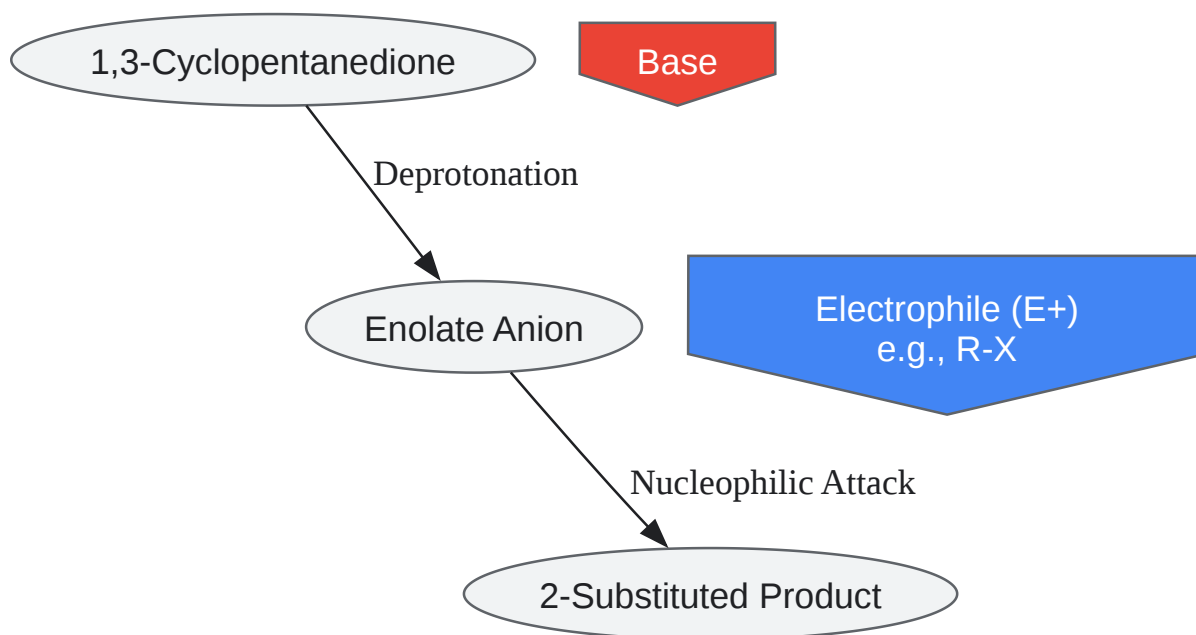 1,3-Cyclopentanedione
Base
Deprotonation
Enolate Anion
Electrophile (E+)
e.g., R-X
Nucleophilic Attack
2-Substituted Product